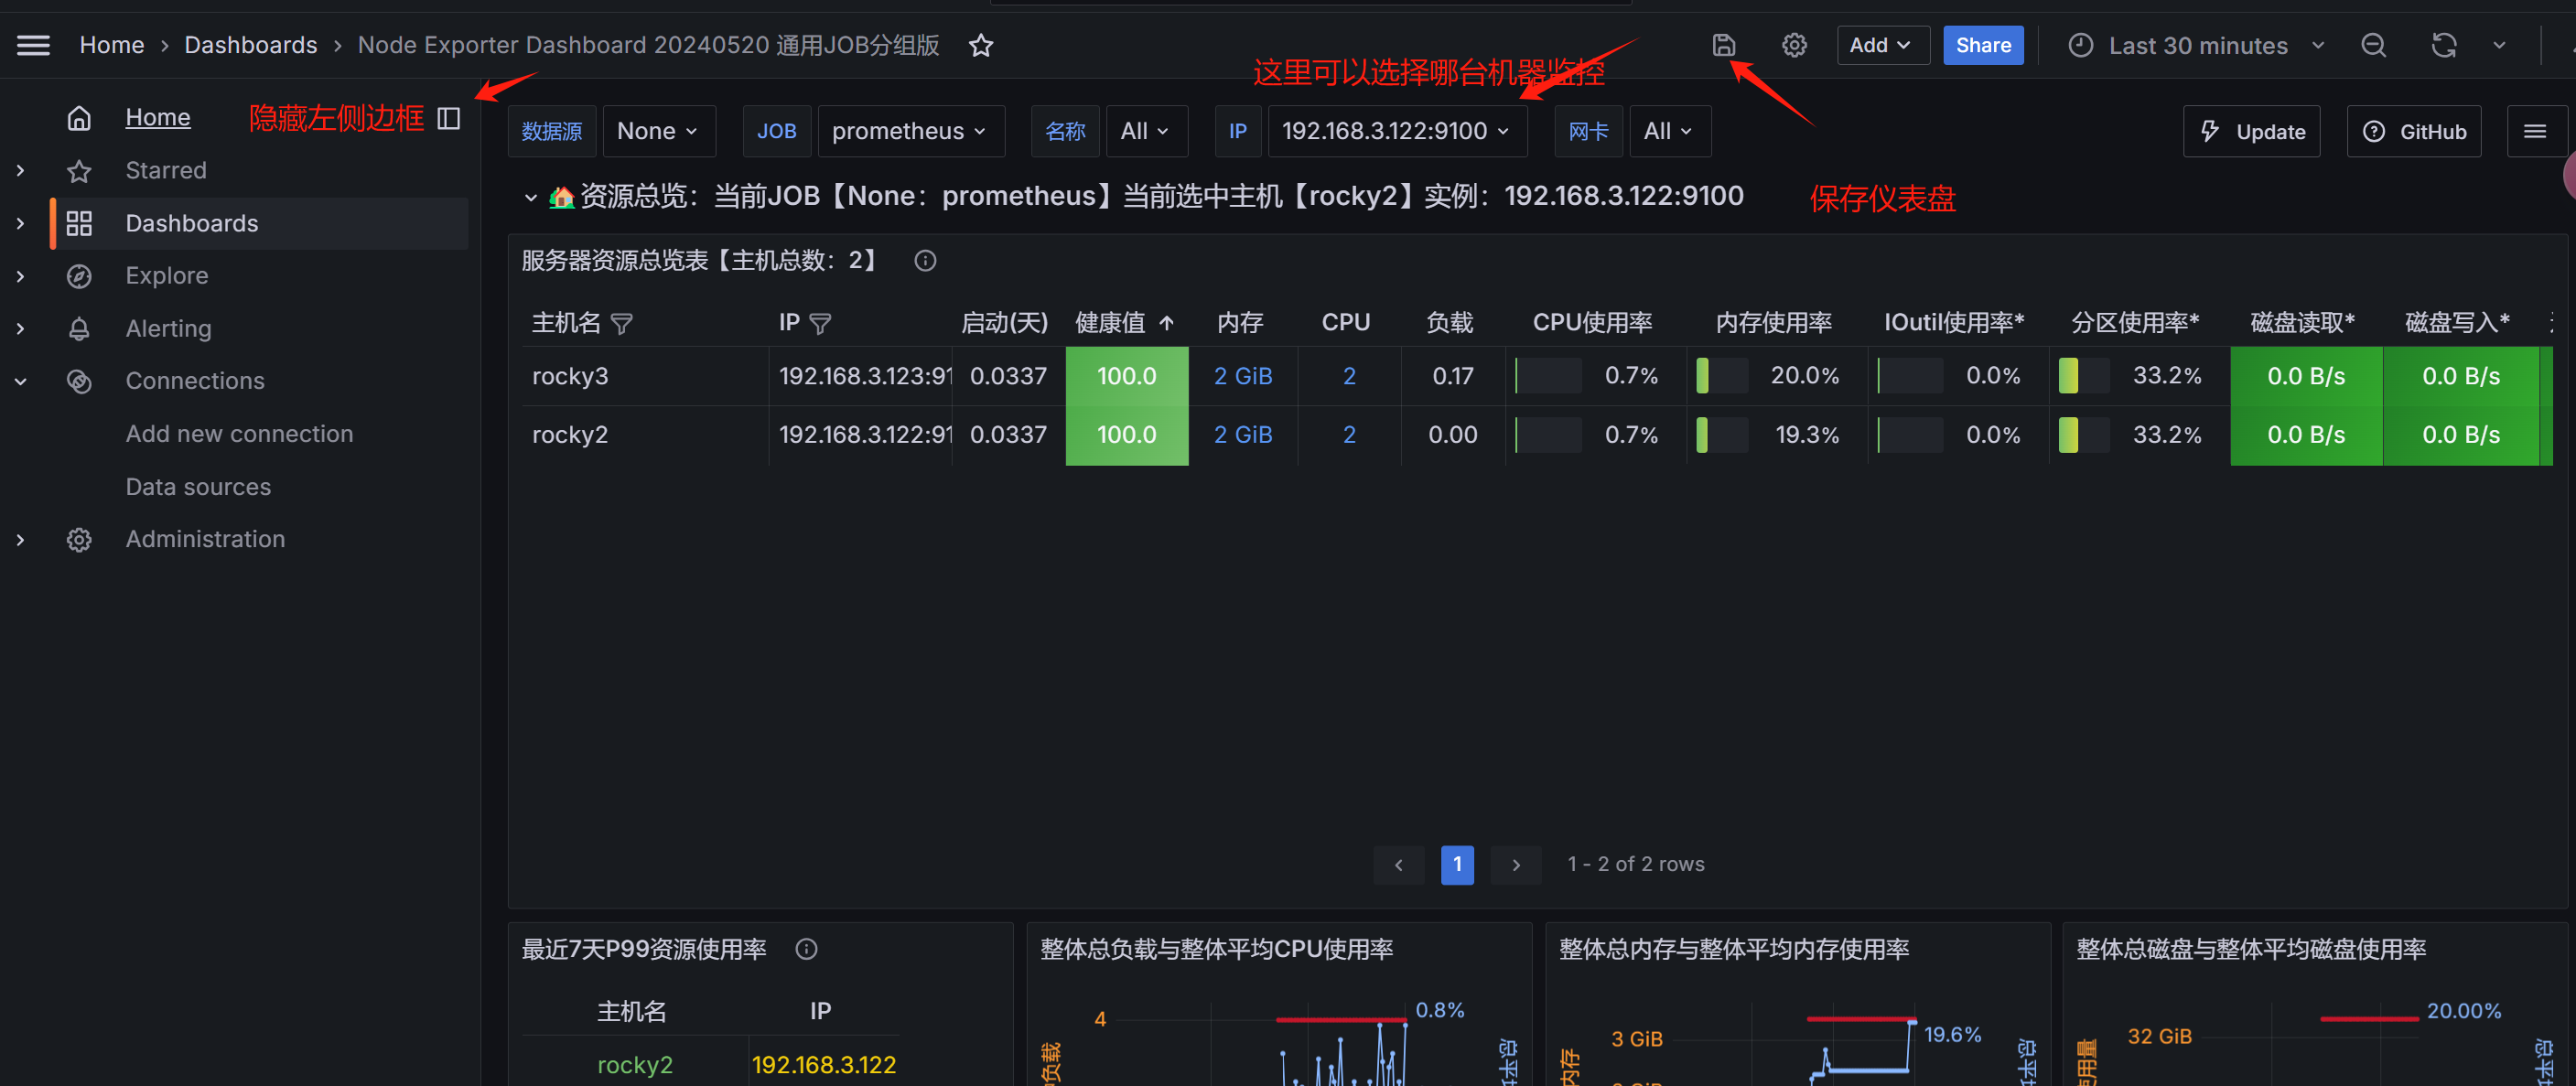 Home › Dashboards › Node Exporter Dashboard 20240520 通用JOB分组版
Add
Share
Last 30 minutes
这里可以选择哪台机器监控
Home
隐藏左侧边框
Starred
Dashboards
Explore
Alerting
Connections
Add new connection
Data sources
Administration
数据源 None JOB prometheus 名称 All IP 192.168.3.122:9100 网卡 All
Update GitHub
资源总览：当前JOB【None：prometheus】当前选中主机【rocky2】实例：192.168.3.122:9100
保存仪表盘
服务器资源总览表【主机总数：2】
主机名 IP 启动(天) 健康值 内存 CPU 负载 CPU使用率 内存使用率 IOutil使用率* 分区使用率* 磁盘读取* 磁盘写入*
rocky3 192.168.3.123:91 0.0337 100.0 2 GiB 2 0.17 0.7% 20.0% 0.0% 33.2% 0.0 B/s 0.0 B/s
rocky2 192.168.3.122:91 0.0337 100.0 2 GiB 2 0.00 0.7% 19.3% 0.0% 33.2% 0.0 B/s 0.0 B/s
1
1 - 2 of 2 rows
最近7天P99资源使用率
主机名 IP
rocky2 192.168.3.122
整体总负载与整体平均CPU使用率
4
0.8%
负载
整体总内存与整体平均内存使用率
3 GiB
19.6%
内存
整体总磁盘与整体平均磁盘使用率
32 GiB
20.00%
使用量